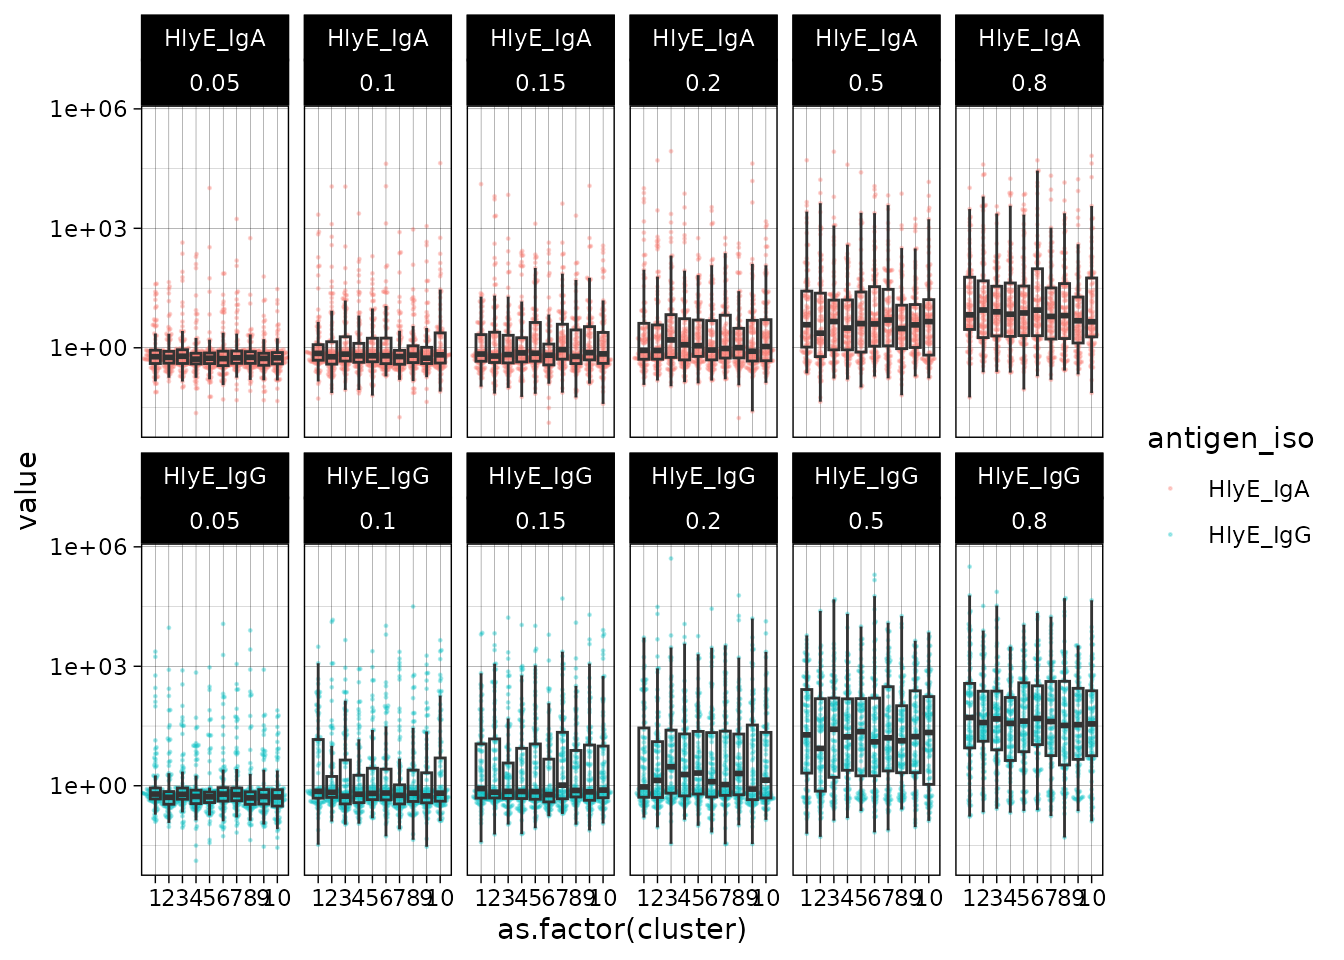 HlyE_IgA HlyE_IgA HlyE_IgA HlyE_IgA HlyE_IgA HlyE_IgA
0.05 0.1 0.15 0.2 0.5 0.8
1e+06
1e+03
1e+00
HlyE_IgG HlyE_IgG HlyE_IgG HlyE_IgG HlyE_IgG HlyE_IgG
0.05 0.1 0.15 0.2 0.5 0.8
1e+06
1e+03
1e+00
value
12345678910 12345678910 12345678910 12345678910 12345678910 12345678910
as.factor(cluster)
antigen_iso
HlyE_IgA
HlyE_IgG